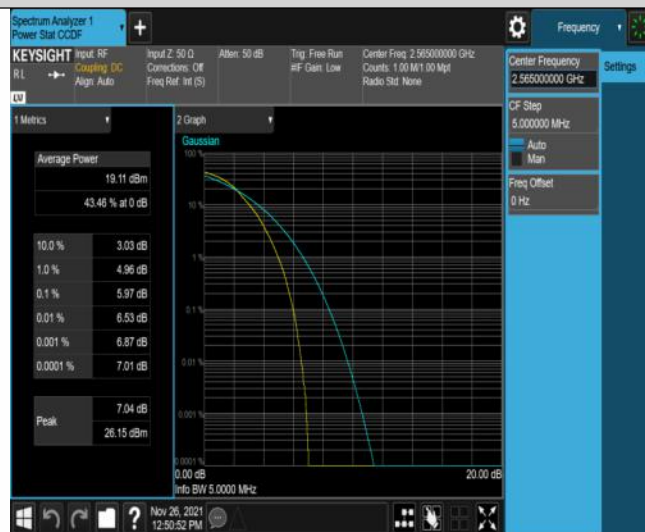 Spectrum Analyzer 1
Power Stat CCDF
Frequency
KEYSIGHT
Input: RF
Input Z: 50 Ω
Atten: 50 dB
Trig: Free Run
Center Freq: 2.565000000 GHz
RL
Coupling: DC
Corrections: Off
#IF Gain: Low
Counts: 1.00 M/1.00 Mpt
Align: Auto
Freq Ref: Int (S)
Radio Std: None
Center Frequency
2.565000000 GHz
Settings
CF Step
5.000000 MHz
Auto
Man
Freq Offset
0 Hz
1 Metrics
Average Power
19.11 dBm
43.46 % at 0 dB
10.0 % 3.03 dB
1.0 % 4.96 dB
0.1 % 5.97 dB
0.01 % 6.53 dB
0.001 % 6.87 dB
0.0001 % 7.01 dB
Peak
7.04 dB
26.15 dBm
2 Graph
Gaussian
100 %
10 %
1 %
0.1 %
0.01 %
0.001 %
0.0001 %
0.00 dB
20.00 dB
Info BW 5.0000 MHz
?
Nov 26, 2021
12:50:52 PM